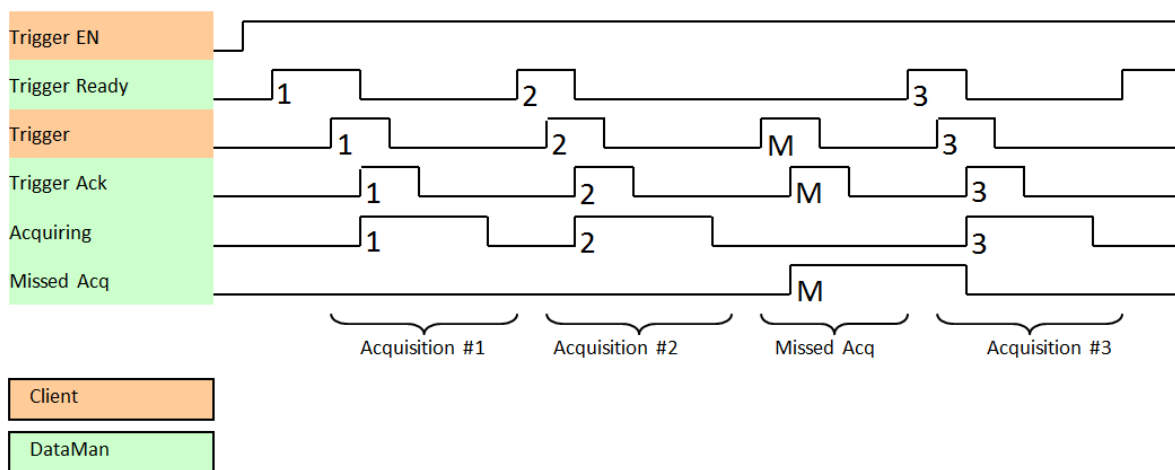 Trigger EN
Trigger Ready 1 2 3
Trigger 1 2 M 3
Trigger Ack 1 2 M 3
Acquiring 1 2 3
Missed Acq M
Acquisition #1 Acquisition #2 Missed Acq Acquisition #3
Client
DataMan